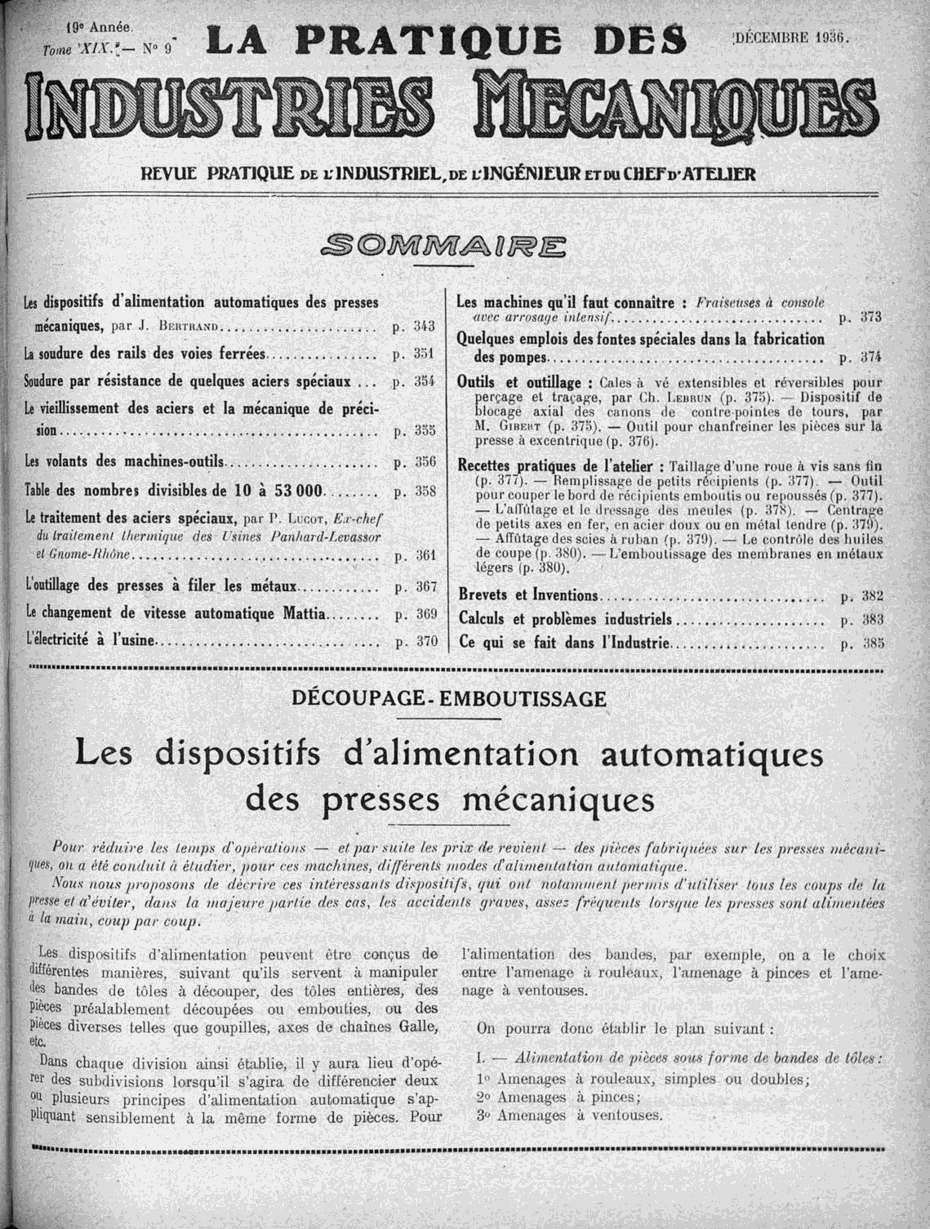 19e Année.
Tome XIX. — No 9
LA PRATIQUE DES
DÉCEMBRE 1936.
INDUSTRIES MECANIQUES
REVUE PRATIQUE DE L'INDUSTRIEL, DE L'INGÉNIEUR ET DU CHEF D'ATELIER
SOMMAIRE
Les dispositifs d'alimentation automatiques des presses
mécaniques, par J. BERTRAND.................... p. 343
La soudure des rails des voies ferrées................ p. 351
Soudure par résistance de quelques aciers spéciaux ... p. 354
Le vieillissement des aciers et la mécanique de préci-
sion......................................... p. 355
Les volants des machines-outils.................... p. 356
Table des nombres divisibles de 10 à 53 000........ p. 358
Le traitement des aciers spéciaux, par P. LUCOT, Ex-chef
du traitement thermique des Usines Panhard-Levassor
et Gnome-Rhône................................ p. 361
L'outillage des presses à filer les métaux........... p. 367
Le changement de vitesse automatique Mattia........ p. 369
L'électricité à l'usine............................. p. 370
Les machines qu'il faut connaître : Fraiseuses à console
avec arrosage intensif............................ p. 373
Quelques emplois des fontes spéciales dans la fabrication
des pompes.................................... p. 374
Outils et outillage : Cales à vé extensibles et réversibles pour
perçage et traçage, par Ch. LEBRUN (p. 375). — Dispositif de
blocage axial des canons de contre-pointes de tours, par
M. GIBERT (p. 375). — Outil pour chanfreiner les pièces sur la
presse à excentrique (p. 376).
Recettes pratiques de l'atelier : Taillage d'une roue à vis sans fin
(p. 377). — Remplissage de petits récipients (p. 377). — Outil
pour couper le bord de récipients emboutis ou repoussés (p. 377).
— L'affûtage et le dressage des meules (p. 378). — Centrage
de petits axes en fer, en acier doux ou en métal tendre (p. 379).
— Affûtage des scies à ruban (p. 379). — Le contrôle des huiles
de coupe (p. 380). — L'emboutissage des membranes en métaux
légers (p. 380).
Brevets et Inventions............................. p. 382
Calculs et problèmes industriels................... p. 383
Ce qui se fait dans l'Industrie..................... p. 385
DÉCOUPAGE-EMBOUTISSAGE
Les dispositifs d'alimentation automatiques
des presses mécaniques
Pour réduire les temps d'opérations — et par suite les prix de revient — des pièces fabriquées sur les presses mécani-
ques, on a été conduit à étudier, pour ces machines, différents modes d'alimentation automatique.
Nous nous proposons de décrire ces intéressants dispositifs, qui ont notamment permis d'utiliser tous les coups de la
presse et d'éviter, dans la majeure partie des cas, les accidents graves, assez fréquents lorsque les presses sont alimentées
à la main, coup par coup.
Les dispositifs d'alimentation peuvent être conçus de
différentes manières, suivant qu'ils servent à manipuler
des bandes de tôles à découper, des tôles entières, des
pièces préalablement découpées ou embouties, ou des
pièces diverses telles que goupilles, axes de chaînes Galle,
etc.
Dans chaque division ainsi établie, il y aura lieu d'opé-
rer des subdivisions lorsqu'il s'agira de différencier deux
ou plusieurs principes d'alimentation automatique s'ap-
pliquant sensiblement à la même forme de pièces. Pour
l'alimentation des bandes, par exemple, on a le choix
entre l'amenage à rouleaux, l'amenage à pinces et l'ame-
nage à ventouses.
On pourra donc établir le plan suivant :
I. — Alimentation de pièces sous forme de bandes de tôles :
1o Amenages à rouleaux, simples ou doubles;
2o Amenages à pinces;
3o Amenages à ventouses.